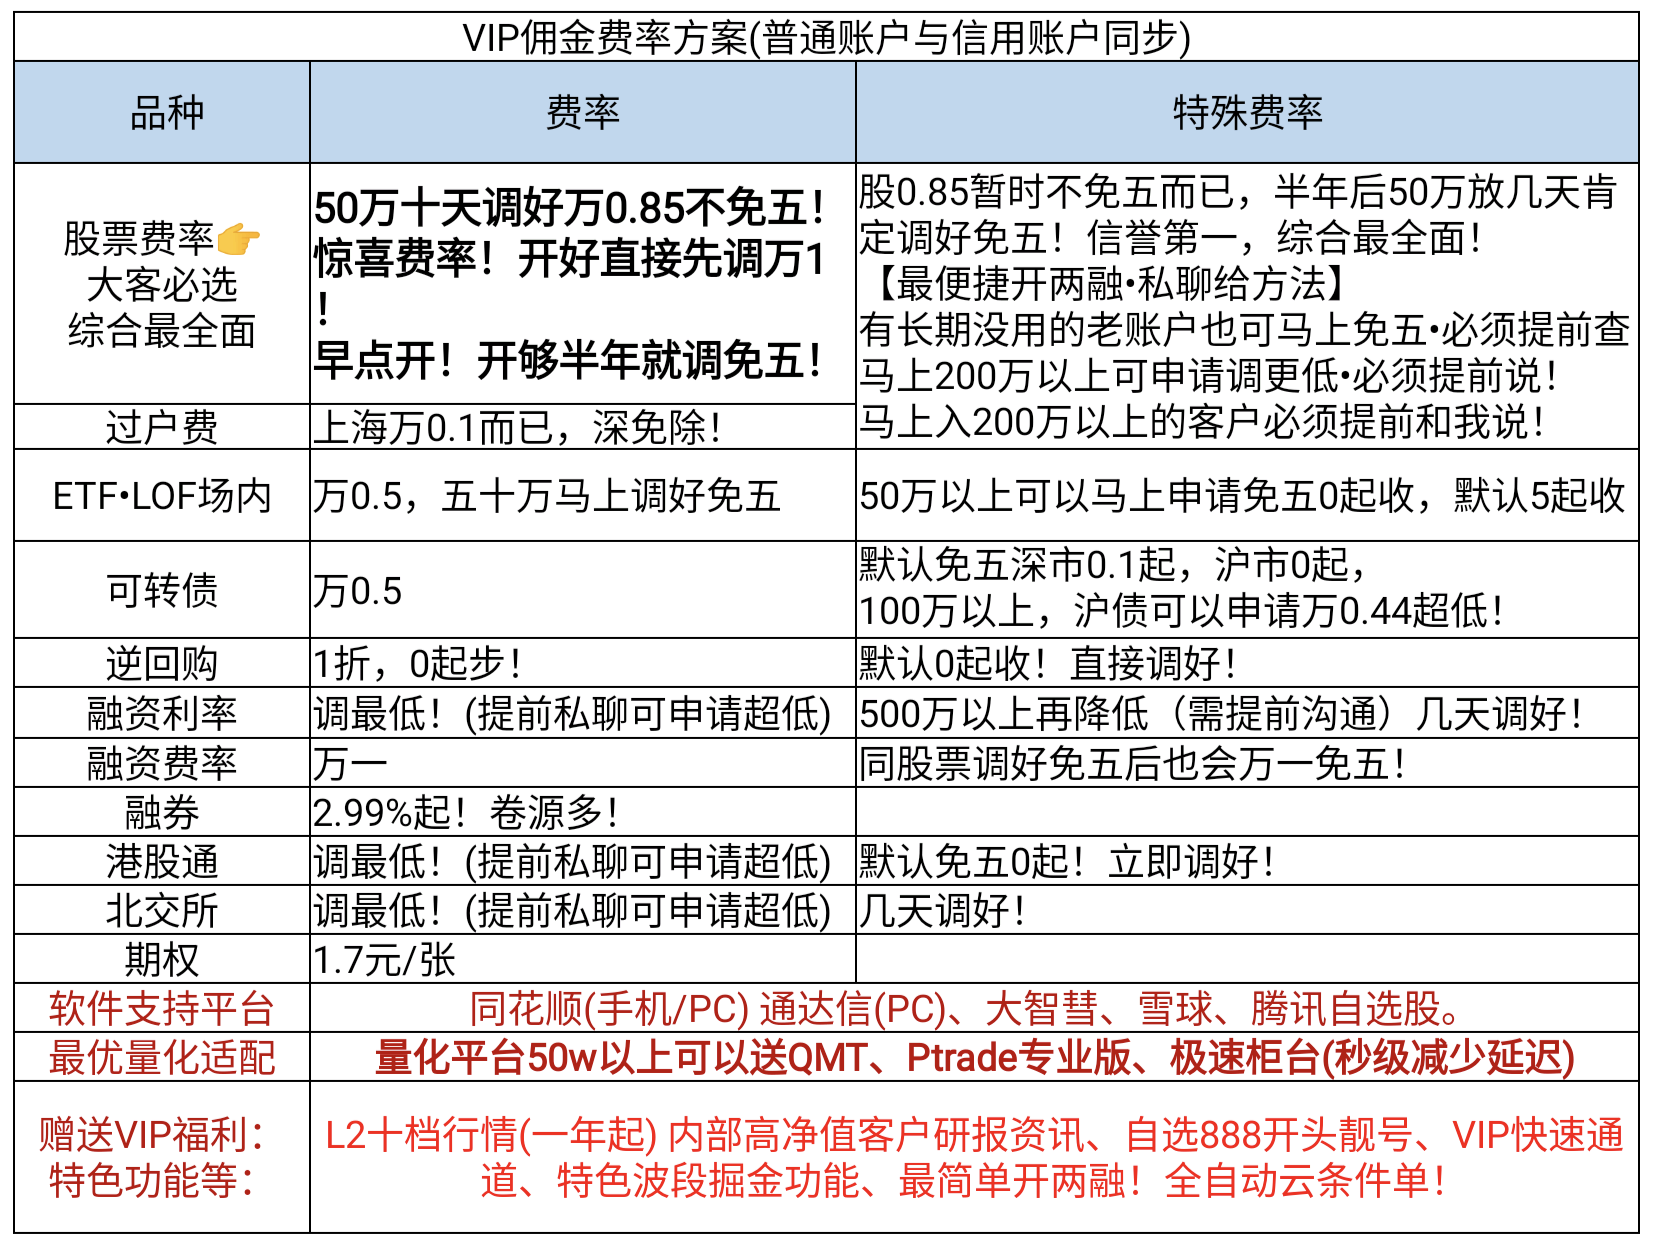 VIP佣金费率方案(普通账户与信用账户同步)
品种
费率
特殊费率
股票费率👉
大客必选
综合最全面
50万十天调好万0.85不免五！
惊喜费率！开好直接先调万1
！
早点开！开够半年就调免五！
股0.85暂时不免五而已，半年后50万放几天肯
定调好免五！信誉第一，综合最全面！
【最便捷开两融•私聊给方法】
有长期没用的老账户也可马上免五•必须提前查
马上200万以上可申请调更低•必须提前说！
马上入200万以上的客户必须提前和我说！
过户费
上海万0.1而已，深免除！
ETF•LOF场内
万0.5，五十万马上调好免五
50万以上可以马上申请免五0起收，默认5起收
可转债
万0.5
默认免五深市0.1起，沪市0起，
100万以上，沪债可以申请万0.44超低！
逆回购
1折，0起步！
默认0起收！直接调好！
融资利率
调最低！(提前私聊可申请超低)
500万以上再降低（需提前沟通）几天调好！
融资费率
万一
同股票调好免五后也会万一免五！
融券
2.99%起！卷源多！
港股通
调最低！(提前私聊可申请超低)
默认免五0起！立即调好！
北交所
调最低！(提前私聊可申请超低)
几天调好！
期权
1.7元/张
软件支持平台
同花顺(手机/PC) 通达信(PC)、大智彗、雪球、腾讯自选股。
最优量化适配
量化平台50w以上可以送QMT、Ptrade专业版、极速柜台(秒级减少延迟)
赠送VIP福利：
特色功能等：
L2十档行情(一年起) 内部高净值客户研报资讯、自选888开头靓号、VIP快速通
道、特色波段掘金功能、最简单开两融！全自动云条件单！